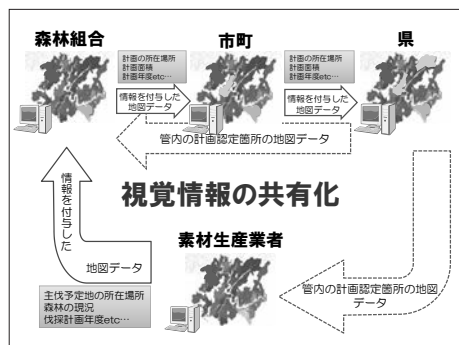 森林組合
市町
県
計画の所在場所
計画面積
計画年度etc…
計画の所在場所
計画面積
計画年度etc…
情報を付与した
地図データ
情報を付与した
地図データ
管内の計画認定箇所の地図データ
視覚情報の共有化
情報を付与した
地図データ
素材生産業者
管内の計画認定箇所の地図
データ
主伐予定地の所在場所
森林の現況
伐採計画年度etc…